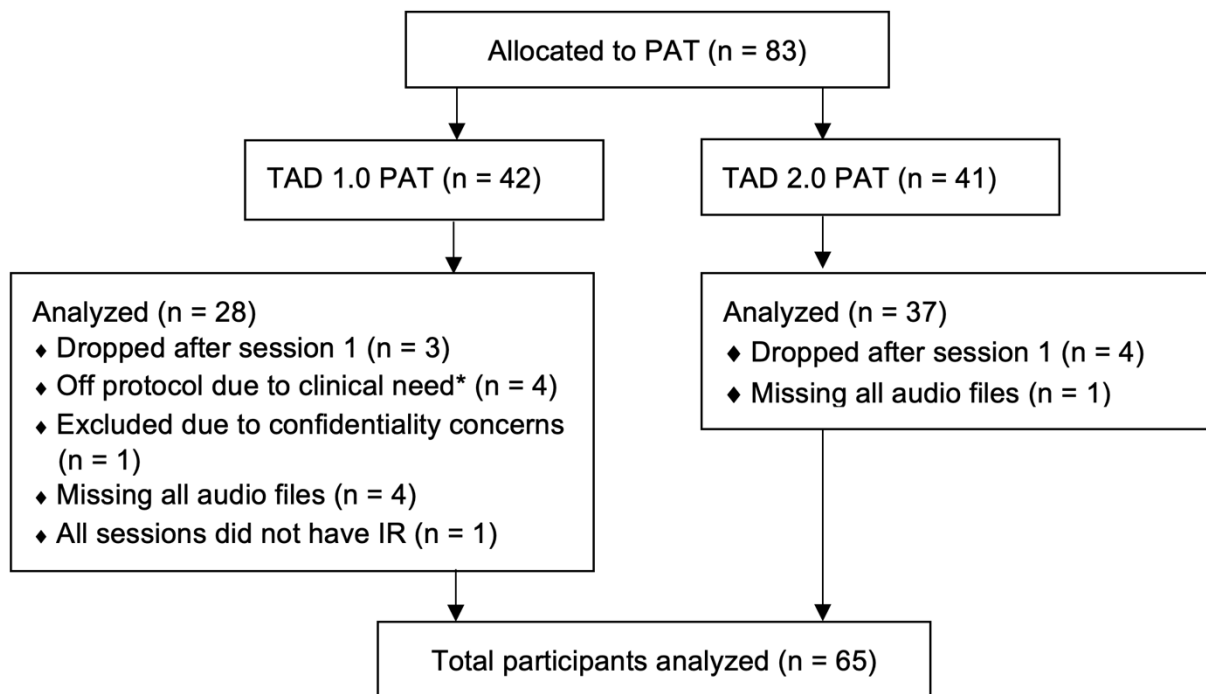 Allocated to PAT (n = 83)
TAD 1.0 PAT (n = 42)
TAD 2.0 PAT (n = 41)
Analyzed (n = 28)
♦ Dropped after session 1 (n = 3)
♦ Off protocol due to clinical need* (n = 4)
♦ Excluded due to confidentiality concerns
(n = 1)
♦ Missing all audio files (n = 4)
♦ All sessions did not have IR (n = 1)
Analyzed (n = 37)
♦ Dropped after session 1 (n = 4)
♦ Missing all audio files (n = 1)
Total participants analyzed (n = 65)